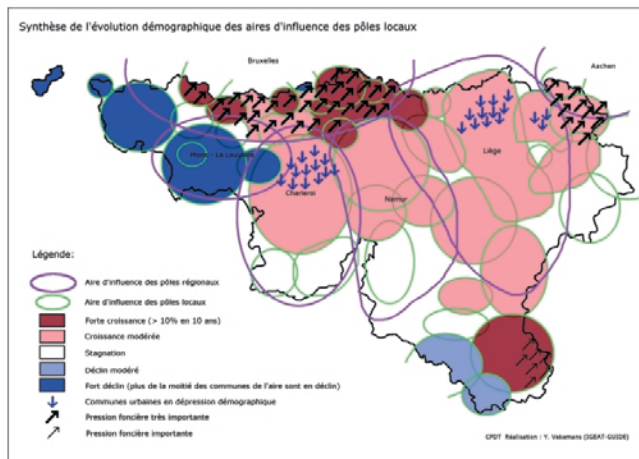 Synthèse de l'évolution démographique des aires d'influence des pôles locaux
Bruxelles
Aachen
Liège
Mons - La Louvière
Charleroi
Namur
Légende:
Aire d'influence des pôles régionaux
Aire d'influence des pôles locaux
Forte croissance (> 10% en 10 ans)
Croissance modérée
Stagnation
Déclin modéré
Fort déclin (plus de la moitié des communes de l'aire sont en déclin)
Communes urbaines en dépression démographique
Pression foncière très importante
Pression foncière importante
CPDT Réalisation : Y. Vekemans (IGEAT-GUIDE)